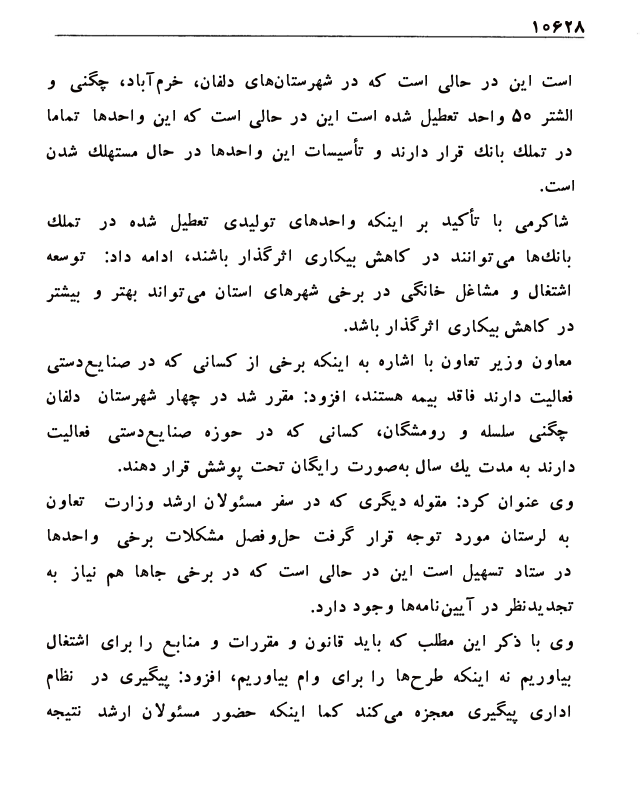 ۱۰۶۲۸
است این در حالی است که در شهرستان‌های دلفان، خرم‌آباد، چگنی و
الشتر ۵۰ واحد تعطیل شده است این در حالی است که این واحدها تماما
در تملك بانك قرار دارند و تأسیسات این واحدها در حال مستهلك شدن
است.
شاکرمی با تأکید بر اینکه واحدهای تولیدی تعطیل شده در تملك
بانك‌ها می‌توانند در کاهش بیکاری اثرگذار باشند، ادامه داد: توسعه
اشتغال و مشاغل خانگی در برخی شهرهای استان می‌تواند بهتر و بیشتر
در کاهش بیکاری اثرگذار باشد.
معاون وزیر تعاون با اشاره به اینکه برخی از کسانی که در صنایع‌دستی
فعالیت دارند فاقد بیمه هستند، افزود: مقرر شد در چهار شهرستان دلفان
چگنی سلسله و رومشگان، کسانی که در حوزه صنایع‌دستی فعالیت
دارند به مدت یك سال به‌صورت رایگان تحت پوشش قرار دهند.
وی عنوان کرد: مقوله دیگری که در سفر مسئولان ارشد وزارت تعاون
به لرستان مورد توجه قرار گرفت حل‌وفصل مشکلات برخی واحدها
در ستاد تسهیل است این در حالی است که در برخی جاها هم نیاز به
تجدیدنظر در آیین‌نامه‌ها وجود دارد.
وی با ذکر این مطلب که باید قانون و مقررات و منابع را برای اشتغال
بیاوریم نه اینکه طرح‌ها را برای وام بیاوریم، افزود: پیگیری در نظام
اداری پیگیری معجزه می‌کند کما اینکه حضور مسئولان ارشد نتیجه